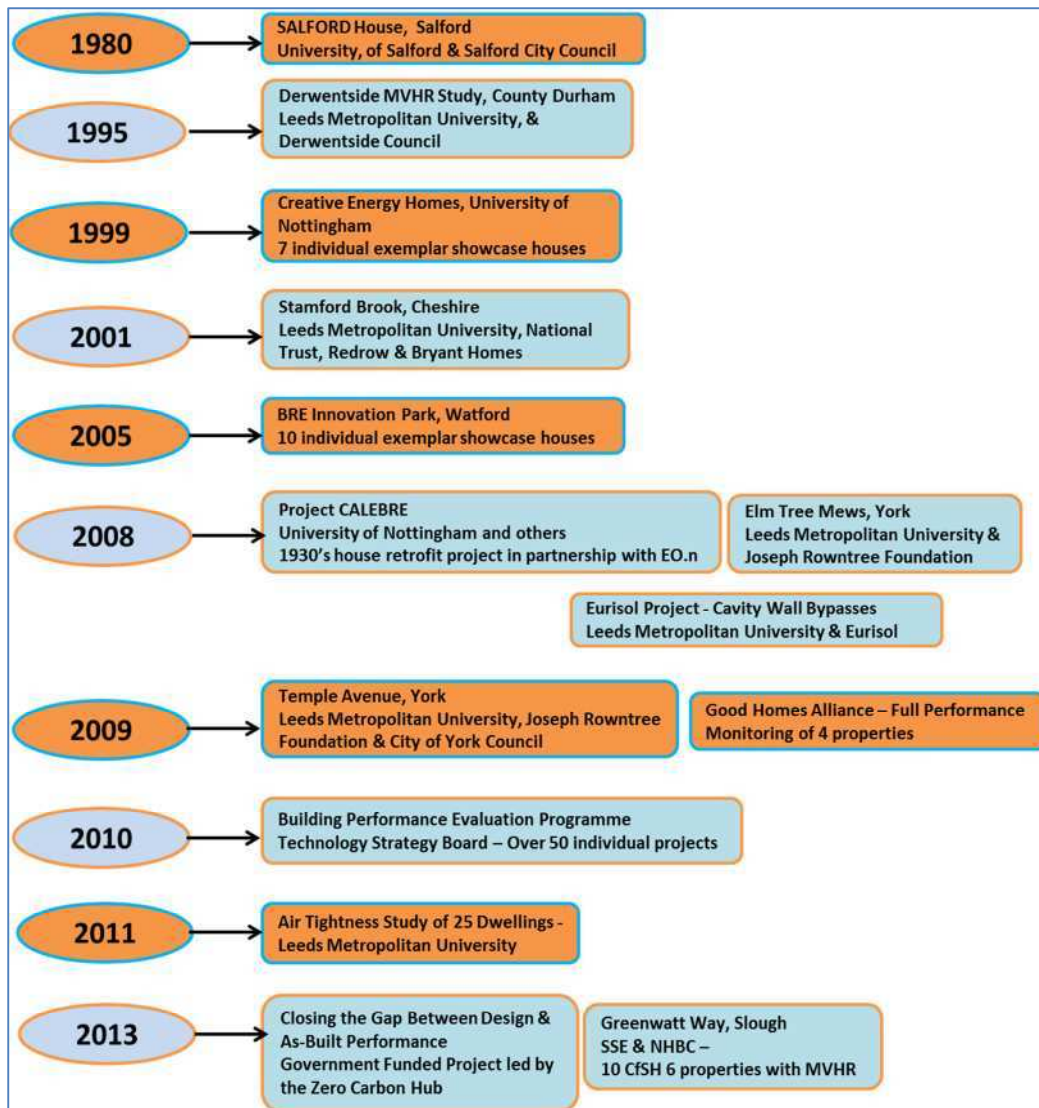 1980
SALFORD House, Salford
University, of Salford & Salford City Council
1995
Derwentside MVHR Study, County Durham
Leeds Metropolitan University, &
Derwentside Council
1999
Creative Energy Homes, University of
Nottingham
7 individual exemplar showcase houses
2001
Stamford Brook, Cheshire
Leeds Metropolitan University, National
Trust, Redrow & Bryant Homes
2005
BRE Innovation Park, Watford
10 individual exemplar showcase houses
2008
Project CALEBRE
University of Nottingham and others
1930's house retrofit project in partnership with EO.n
Elm Tree Mews, York
Leeds Metropolitan University &
Joseph Rowntree Foundation
Eurisol Project - Cavity Wall Bypasses
Leeds Metropolitan University & Eurisol
2009
Temple Avenue, York
Leeds Metropolitan University, Joseph Rowntree
Foundation & City of York Council
Good Homes Alliance – Full Performance
Monitoring of 4 properties
2010
Building Performance Evaluation Programme
Technology Strategy Board – Over 50 individual projects
2011
Air Tightness Study of 25 Dwellings -
Leeds Metropolitan University
2013
Closing the Gap Between Design &
As-Built Performance
Government Funded Project led by
the Zero Carbon Hub
Greenwatt Way, Slough
SSE & NHBC –
10 CfSH 6 properties with MVHR